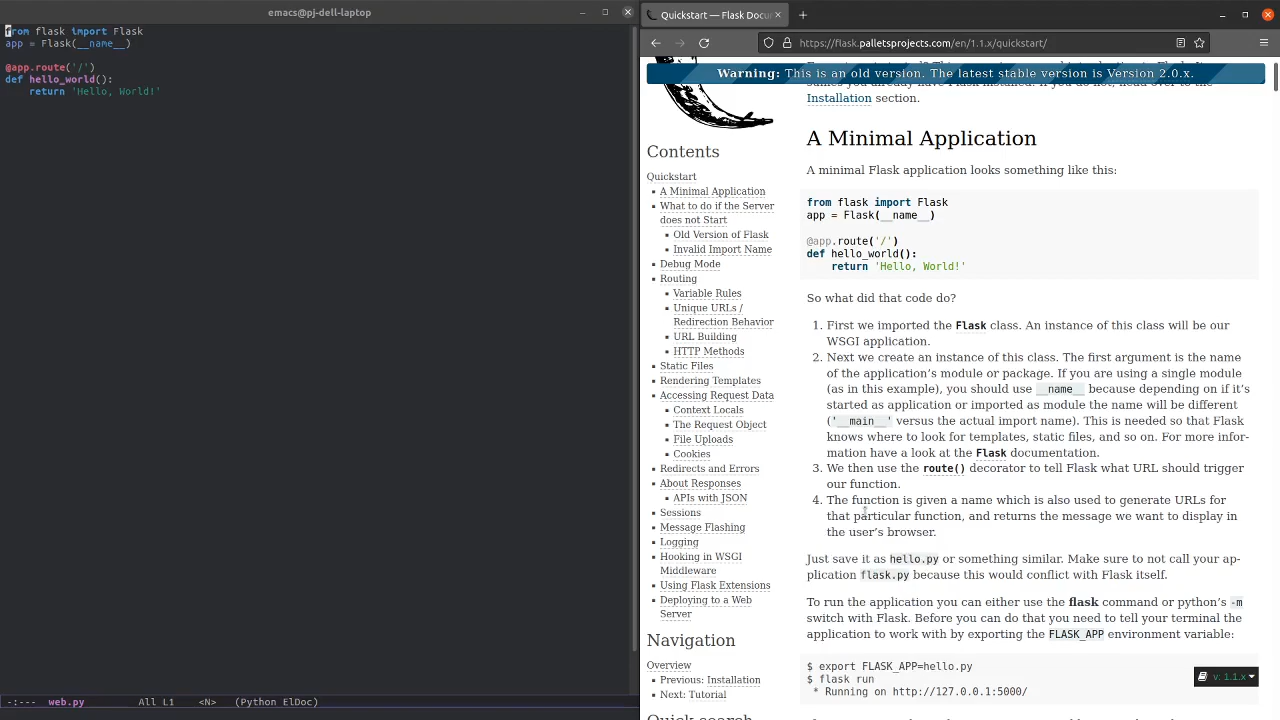 emacs@pj-dell-laptop
from flask import Flask
app = Flask(__name__)
@app.route('/')
def hello_world():
    return 'Hello, World!'
-:---  web.py  All L1  <N>  (Python ElDoc)
Quickstart — Flask Docu
https://flask.palletsprojects.com/en/1.1.x/quickstart/
Warning: This is an old version. The latest stable version is Version 2.0.x.
Installation section.
Contents
Quickstart
A Minimal Application
What to do if the Server
does not Start
Old Version of Flask
Invalid Import Name
Debug Mode
Routing
Variable Rules
Unique URLs /
Redirection Behavior
URL Building
HTTP Methods
Static Files
Rendering Templates
Accessing Request Data
Context Locals
The Request Object
File Uploads
Cookies
Redirects and Errors
About Responses
APIs with JSON
Sessions
Message Flashing
Logging
Hooking in WSGI
Middleware
Using Flask Extensions
Deploying to a Web
Server
Navigation
Overview
Previous: Installation
Next: Tutorial
Quick search
A Minimal Application
A minimal Flask application looks something like this:
from flask import Flask
app = Flask(__name__)
@app.route('/')
def hello_world():
    return 'Hello, World!'
So what did that code do?
1. First we imported the Flask class. An instance of this class will be our
WSGI application.
2. Next we create an instance of this class. The first argument is the name
of the application’s module or package. If you are using a single module
(as in this example), you should use __name__ because depending on if it’s
started as application or imported as module the name will be different
('__main__' versus the actual import name). This is needed so that Flask
knows where to look for templates, static files, and so on. For more infor-
mation have a look at the Flask documentation.
3. We then use the route() decorator to tell Flask what URL should trigger
our function.
4. The function is given a name which is also used to generate URLs for
that particular function, and returns the message we want to display in
the user’s browser.
Just save it as hello.py or something similar. Make sure to not call your ap-
plication flask.py because this would conflict with Flask itself.
To run the application you can either use the flask command or python’s -m
switch with Flask. Before you can do that you need to tell your terminal the
application to work with by exporting the FLASK_APP environment variable:
$ export FLASK_APP=hello.py
$ flask run
 * Running on http://127.0.0.1:5000/
v: 1.1.x